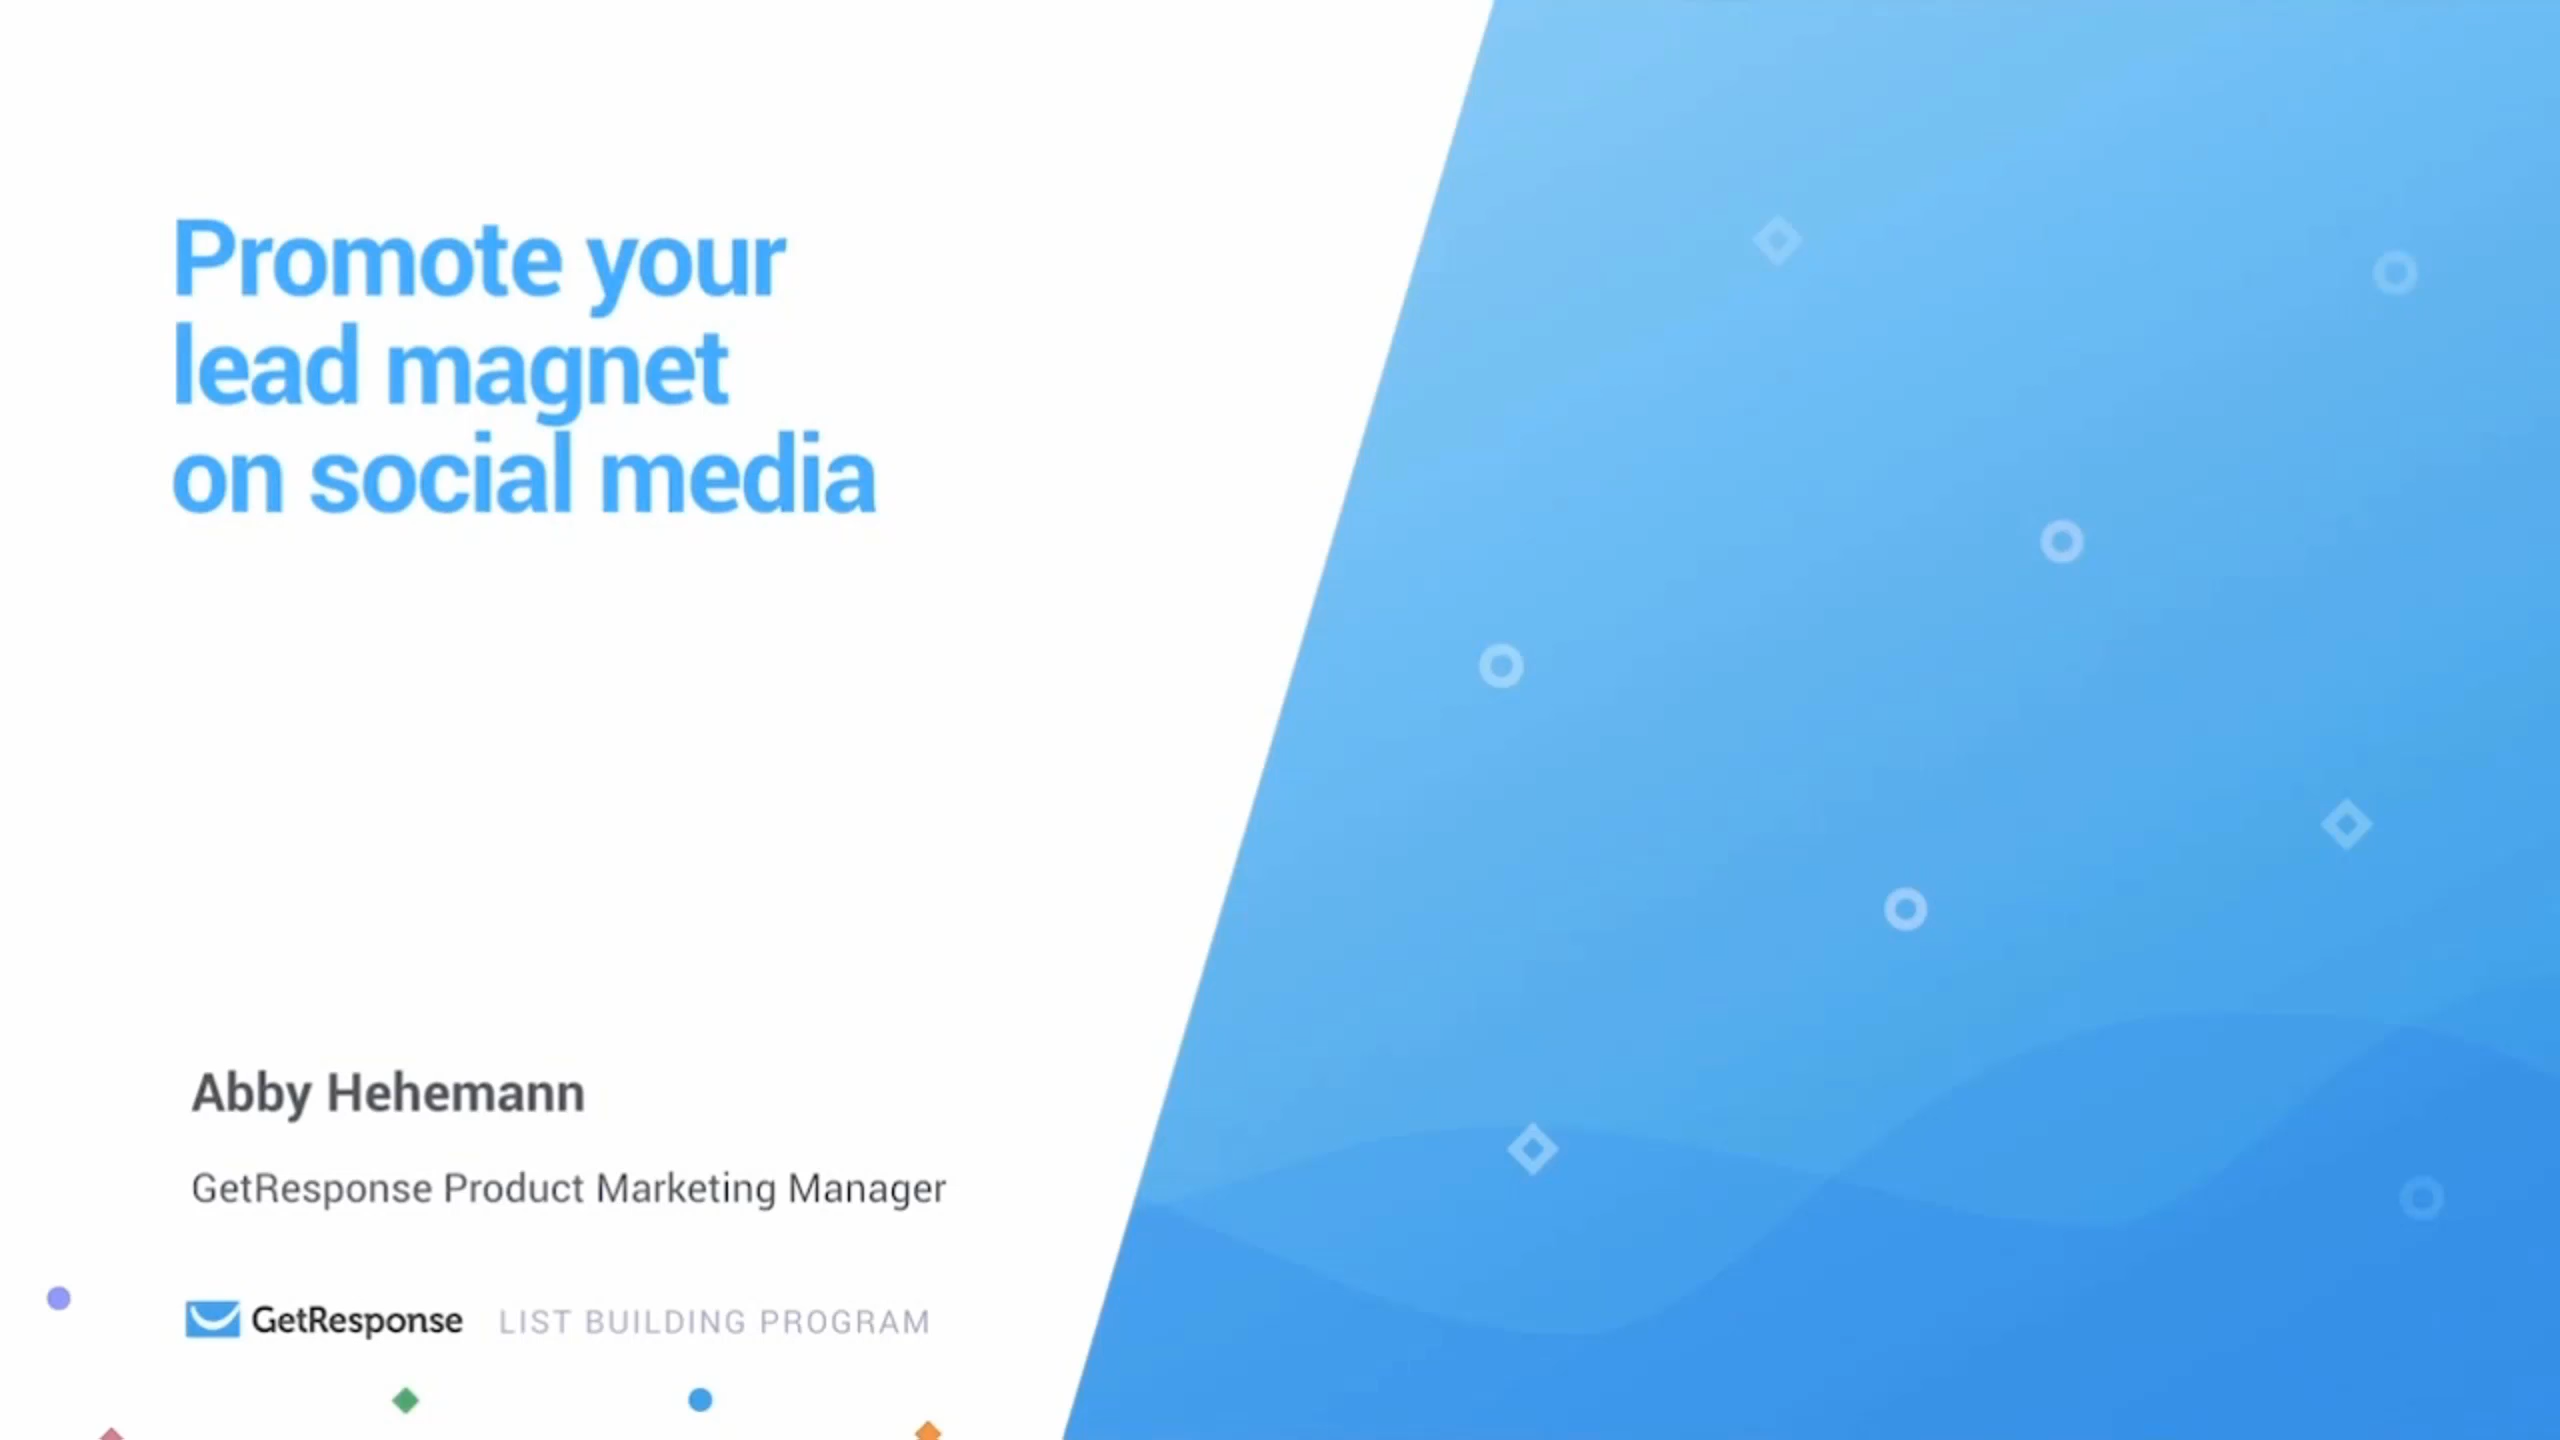 Promote your
lead magnet
on social media
Abby Hehemann
GetResponse Product Marketing Manager
GetResponse LIST BUILDING PROGRAM